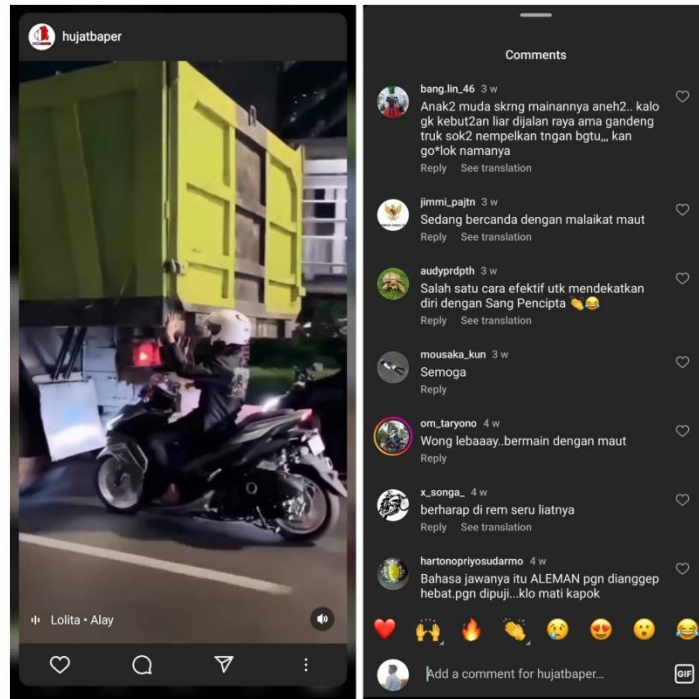 hujatbaper
Lolita • Alay
Comments
bang.lin_46 3 w
Anak2 muda skrng mainannya aneh2.. kalo
gk kebut2an liar dijalan raya ama gandeng
truk sok2 nempelkan tngan bgtu,,, kan
go*lok namanya
Reply See translation
jimmi_pajtn 3 w
Sedang bercanda dengan malaikat maut
Reply See translation
audyprdpth 3 w
Salah satu cara efektif utk mendekatkan
diri dengan Sang Pencipta 👏😂
Reply See translation
mousaka_kun 3 w
Semoga
Reply
om_taryono 4 w
Wong lebaaay..bermain dengan maut
Reply
x_songa_ 4 w
berharap di rem seru liatnya
Reply See translation
hartonopriyosudarmo 4 w
Bahasa jawanya itu ALEMAN pgn dianggep
hebat.pgn dipuji...klo mati kapok
Add a comment for hujatbaper...
GIF